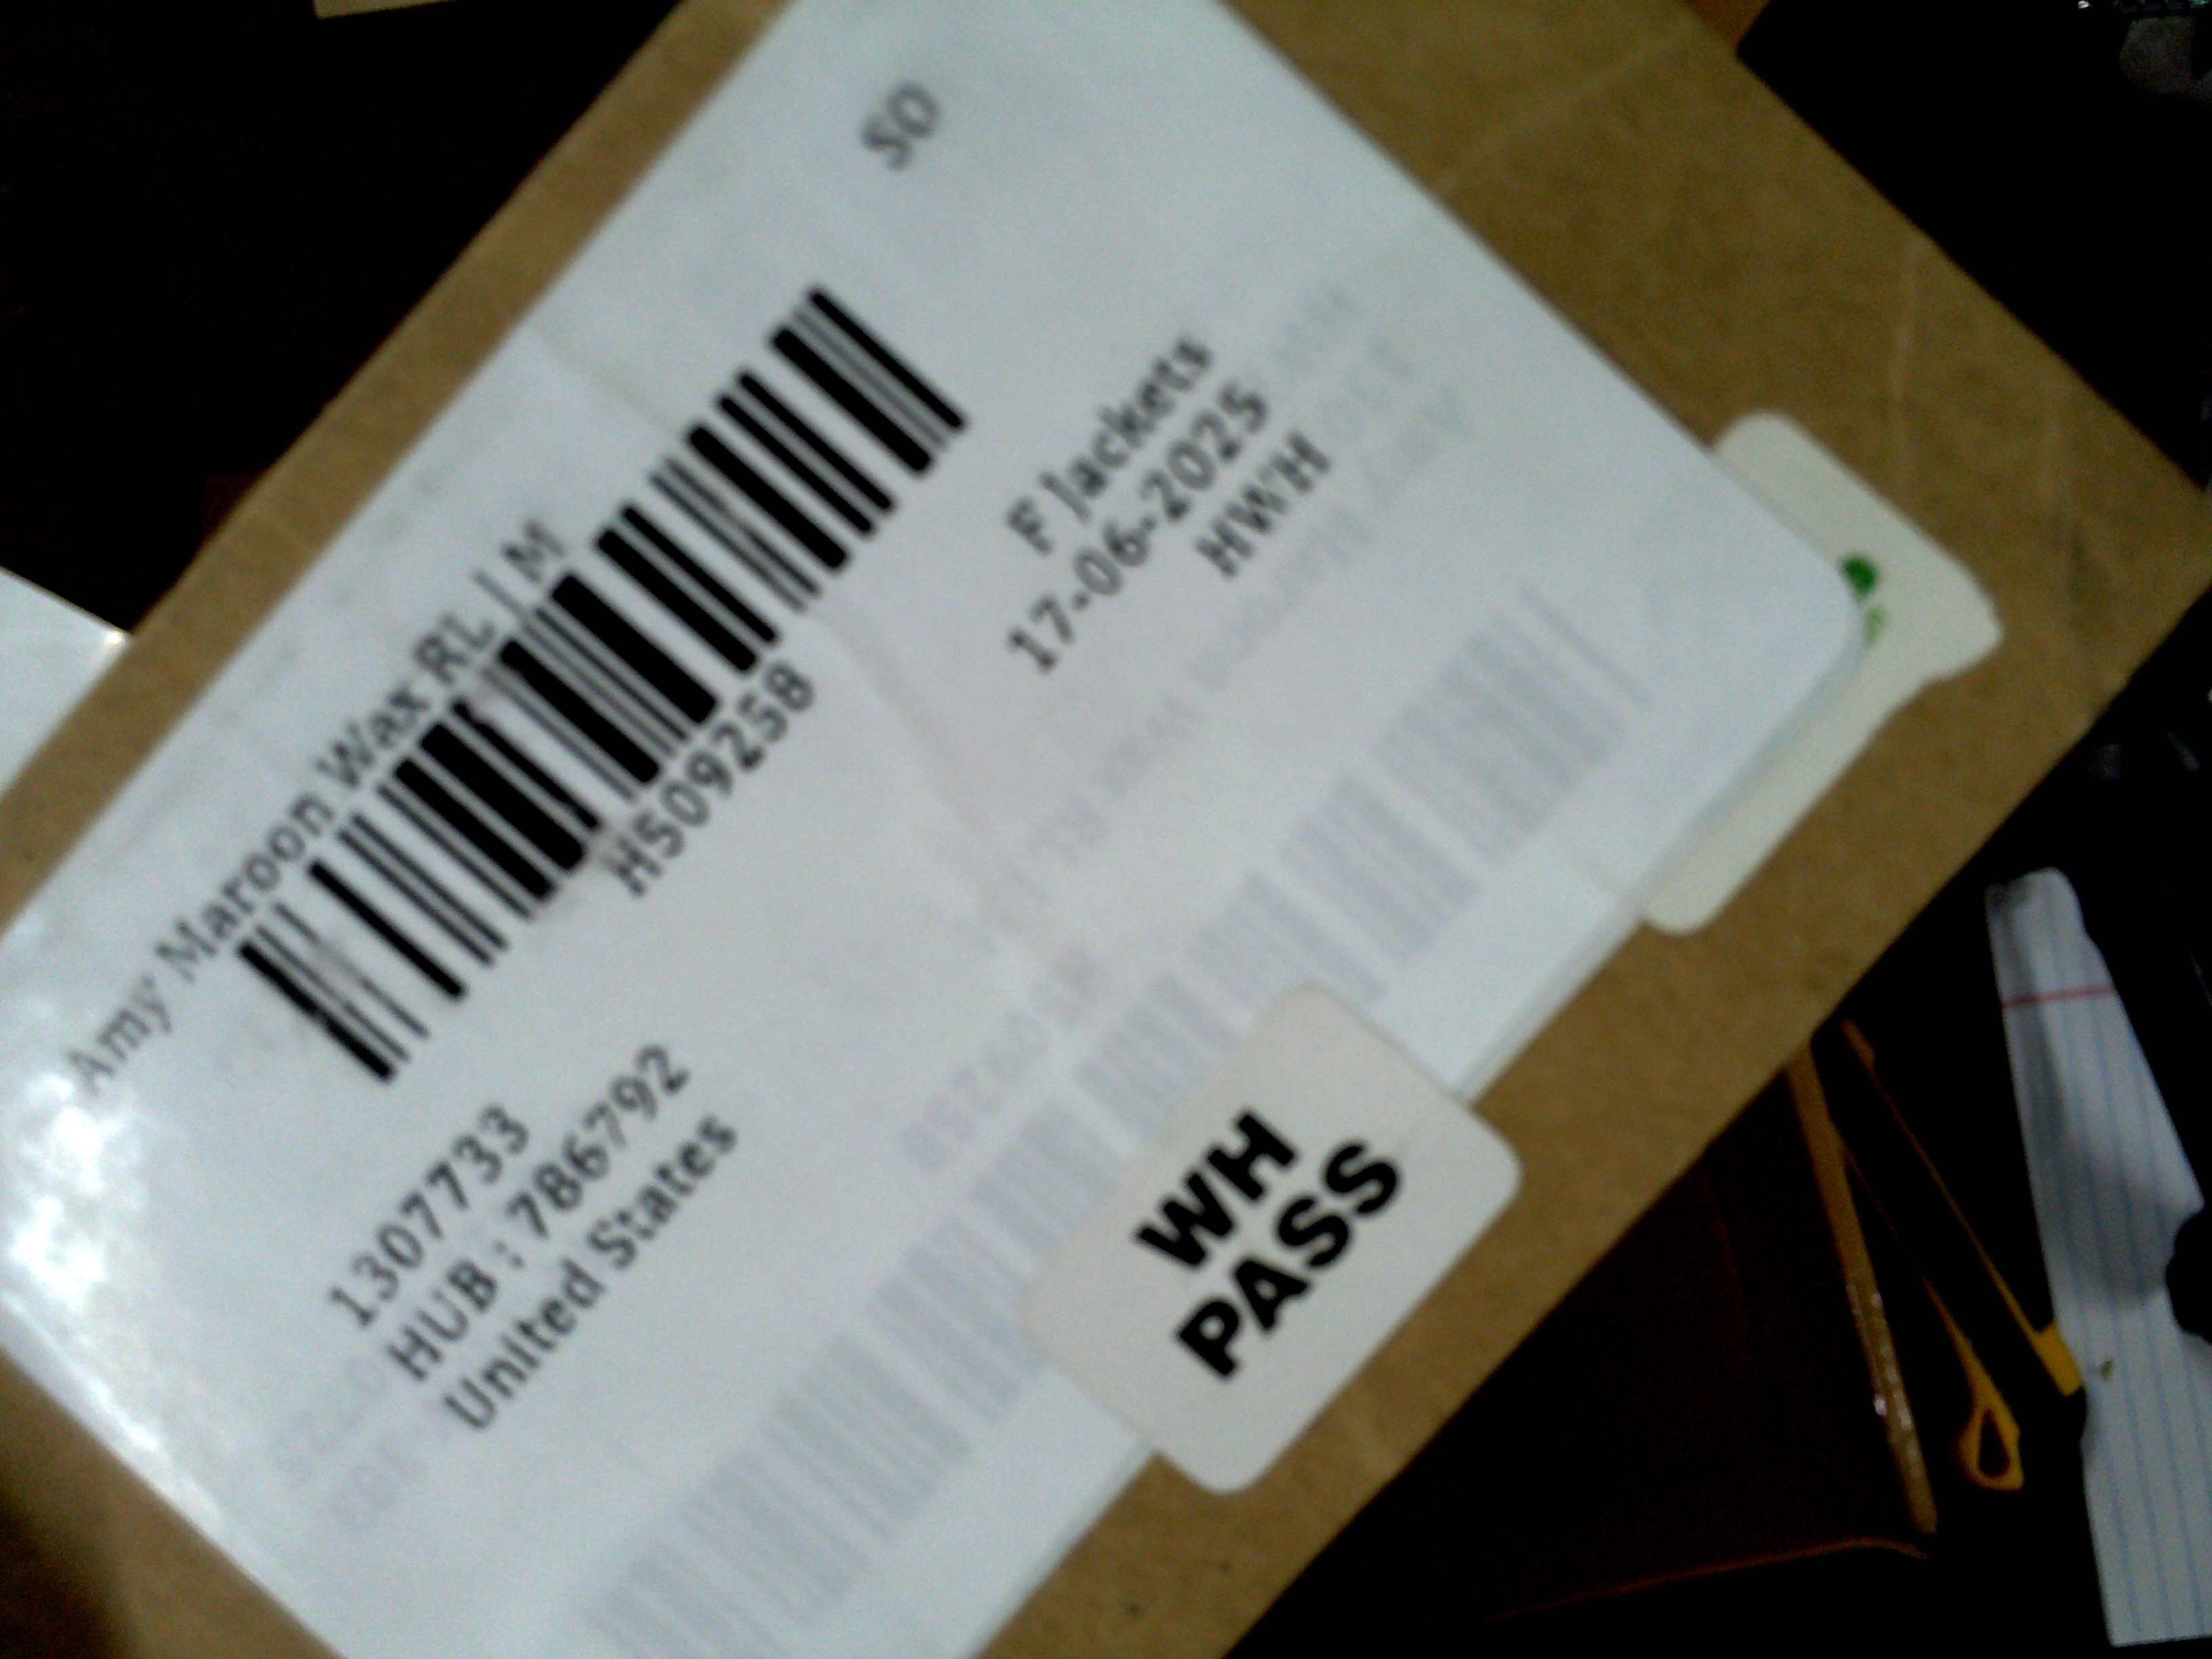 SO
Amy Maroon Wax RL | M
H509258
1307733
HUB : 786792
United States
F Jackets
17-06-2025
HWH
WH
PASS